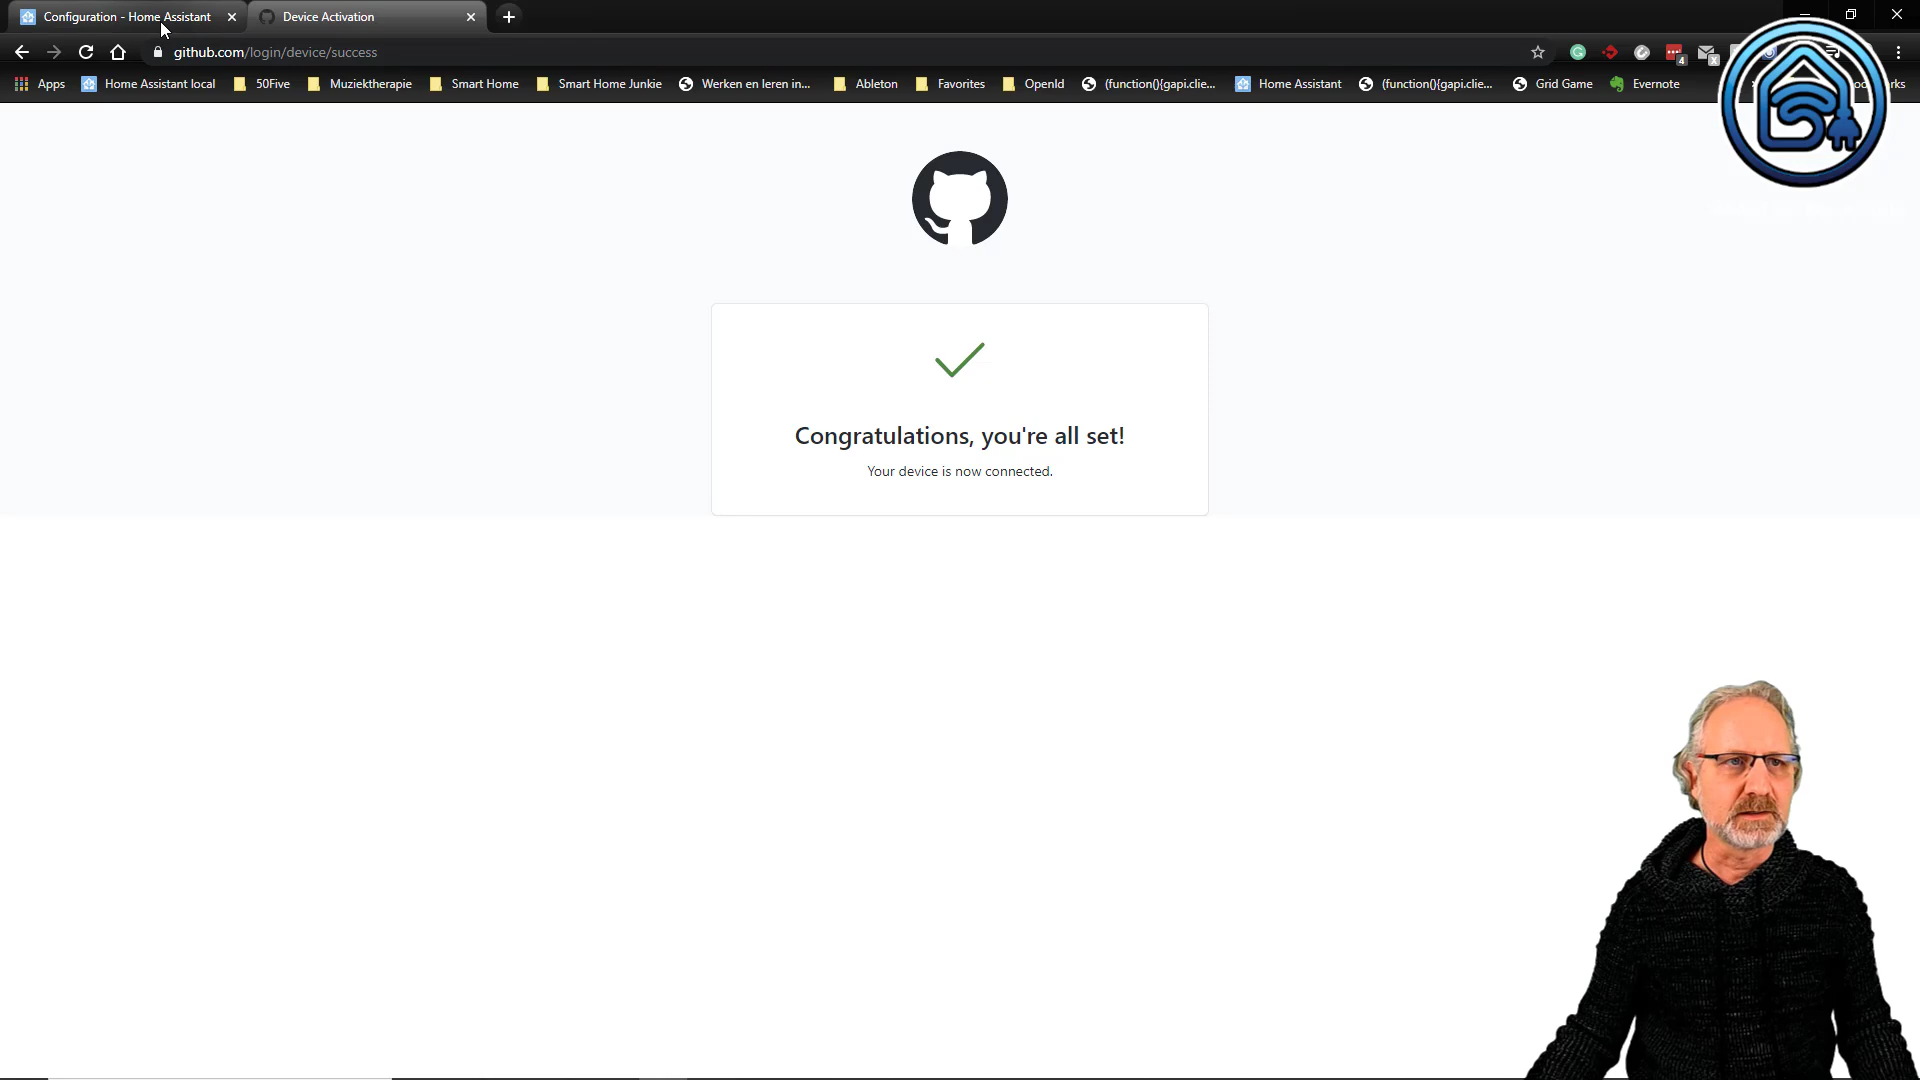 Configuration - Home Assistant
Device Activation
github.com/login/device/success
Apps
Home Assistant local
50Five
Muziektherapie
Smart Home
Smart Home Junkie
Werken en leren in...
Ableton
Favorites
OpenId
(function(){gapi.clie...
Home Assistant
(function(){gapi.clie...
Grid Game
Evernote
Congratulations, you're all set!
Your device is now connected.